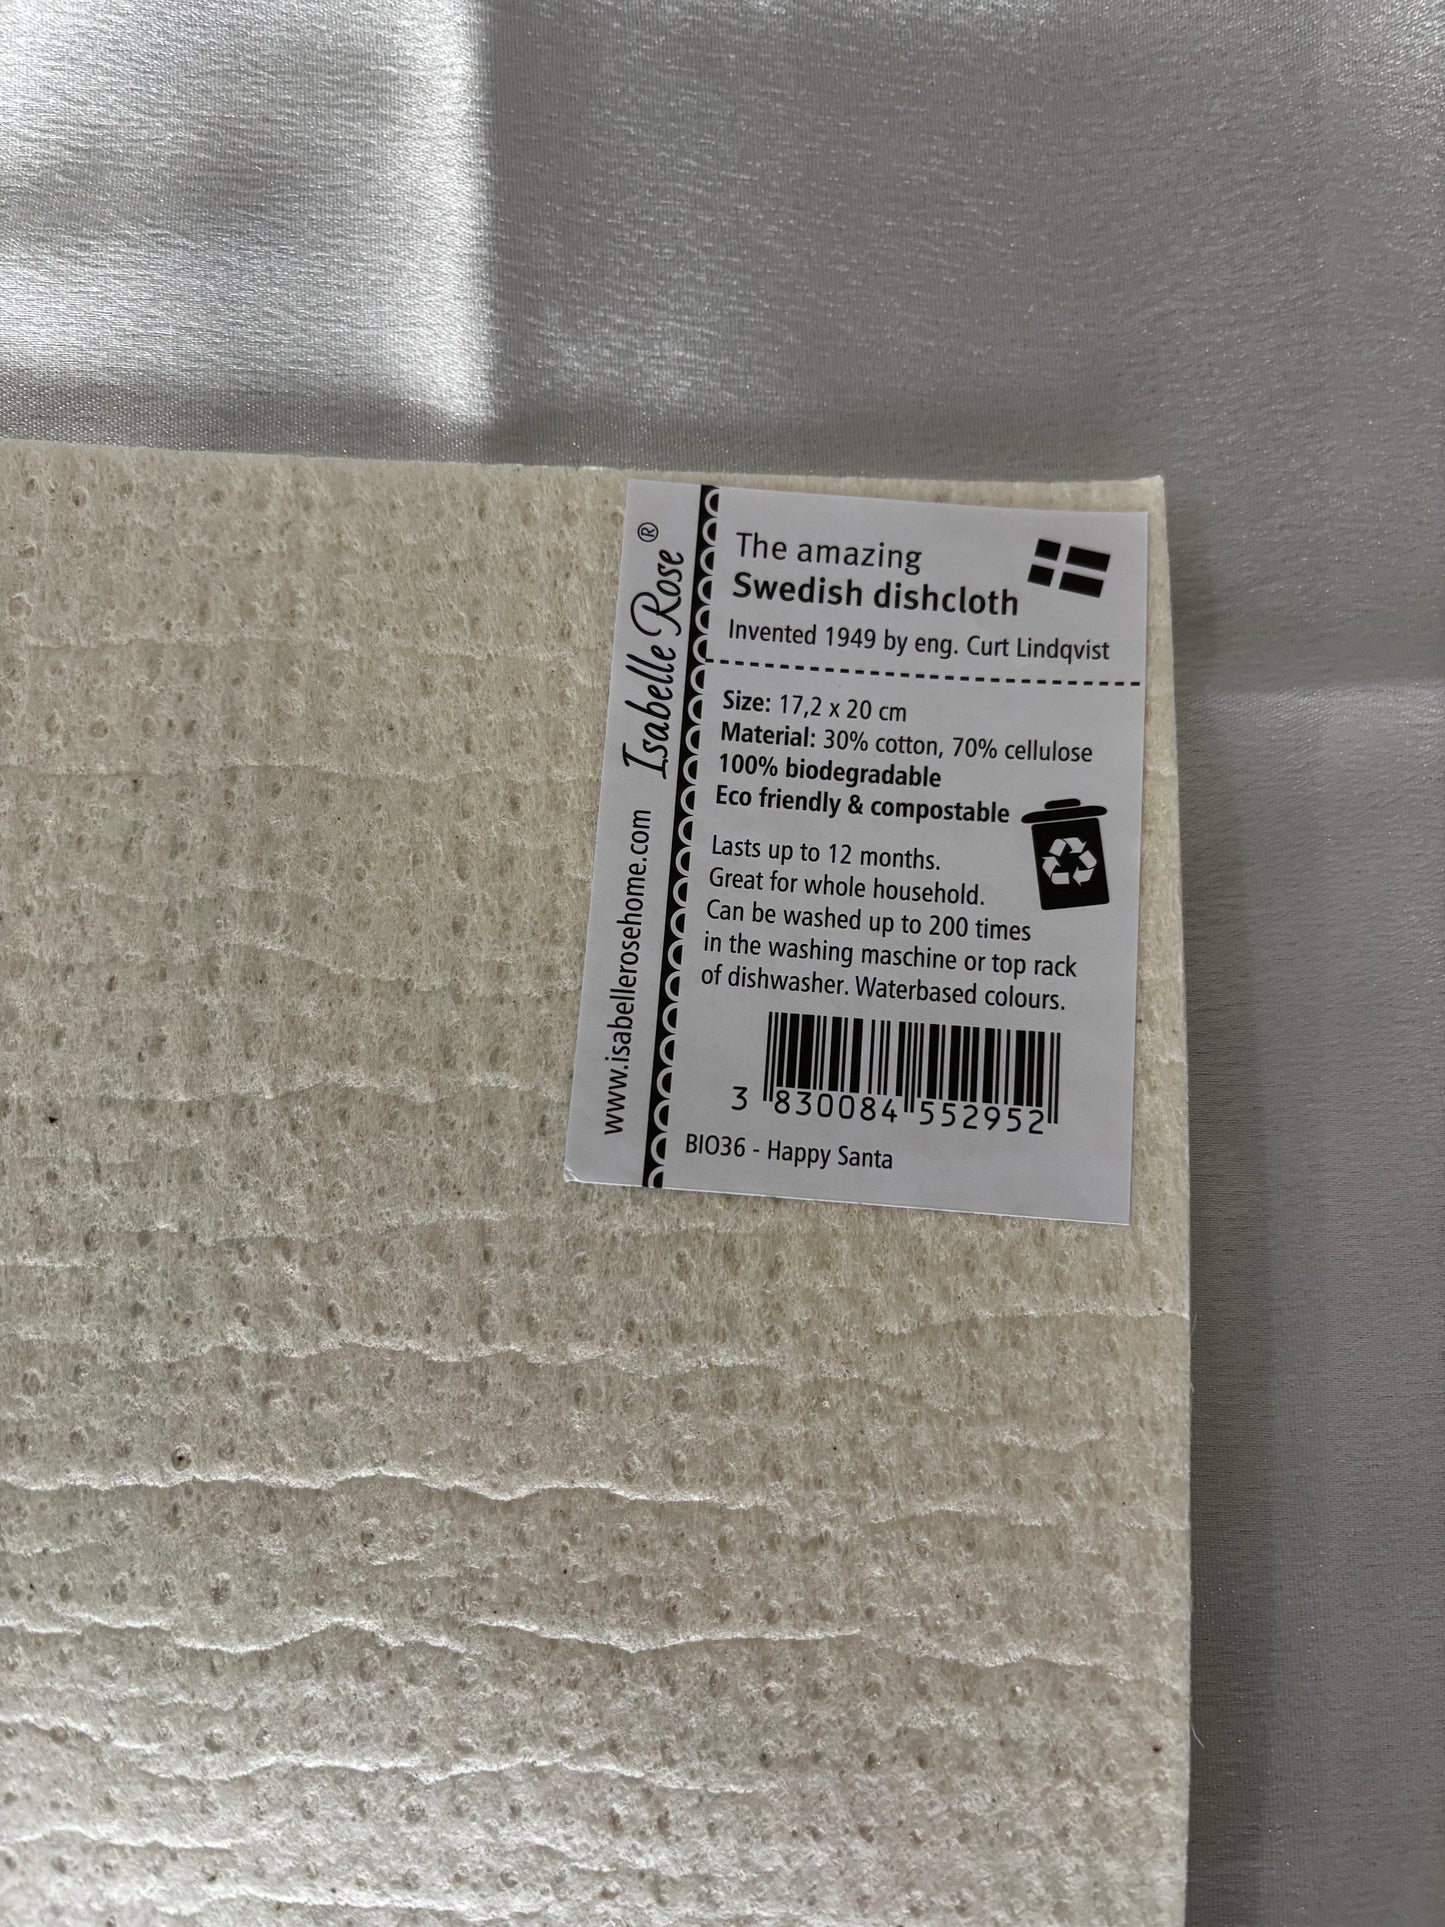 Isabelle Rose®
www.isabellerosehome.com
The amazing
Swedish dishcloth
Invented 1949 by eng. Curt Lindqvist
Size: 17,2 x 20 cm
Material: 30% cotton, 70% cellulose
100% biodegradable
Eco friendly & compostable
Lasts up to 12 months.
Great for whole household.
Can be washed up to 200 times
in the washing maschine or top rack
of dishwasher. Waterbased colours.
3 830084 552952
BIO36 - Happy Santa